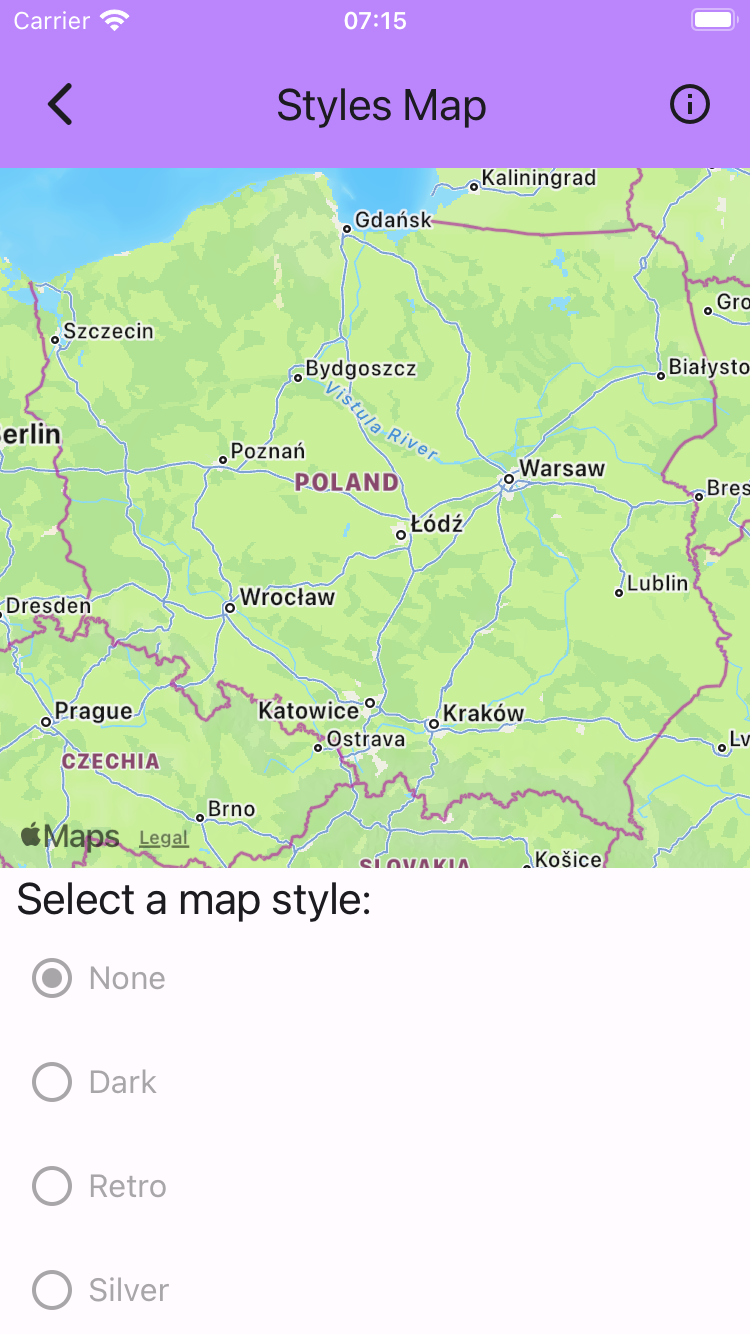 Carrier 07:15
Styles Map
Kaliningrad
Gdańsk
Gro
Szczecin
Białysto
Bydgoszcz
Vistula River
erlin
Poznań
Warsaw
POLAND
Bres
Łódź
Lublin
Wrocław
Dresden
Prague
Katowice
Kraków
Ostrava
Lv
CZECHIA
Brno
Maps Legal
SLOVAKIA
Košice
Select a map style:
None
Dark
Retro
Silver